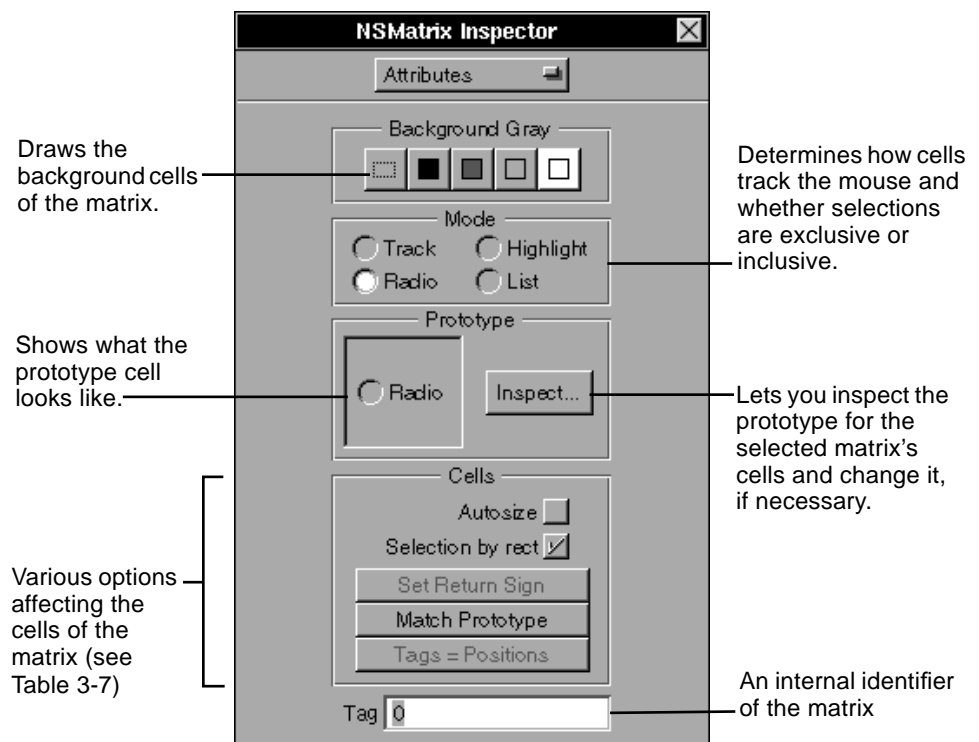 NSMatrix Inspector
Attributes
Background Gray
Draws the
background cells
of the matrix.
Determines how cells
track the mouse and
whether selections
are exclusive or
inclusive.
Mode
Track
Highlight
Radio
List
Prototype
Shows what the
prototype cell
looks like.
Radio
Inspect...
Lets you inspect the
prototype for the
selected matrix’s
cells and change it,
if necessary.
Cells
Autosize
Selection by rect
Set Return Sign
Match Prototype
Tags = Positions
Various options
affecting the
cells of the
matrix (see
Table 3-7)
Tag 0
An internal identifier
of the matrix